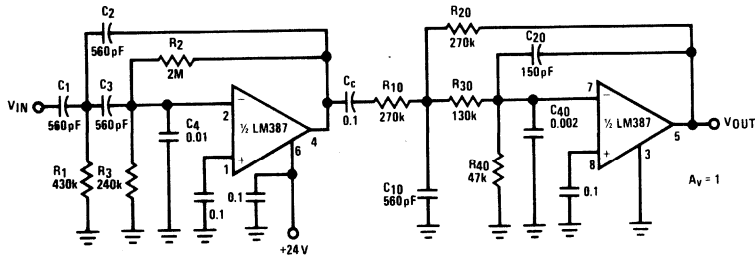 C2
560pF
R2
2M
VIN
C1
560pF
C3
560pF
R1
430k
R3
240k
C4
0.01
2
−
½ LM387
+
1
6
4
0.1
0.1
+24V
Cc
0.1
R10
270k
R20
270k
C20
150pF
R30
130k
C10
560pF
R40
47k
C40
0.002
7
−
½ LM387
+
8
3
5
0.1
VOUT
AV = 1